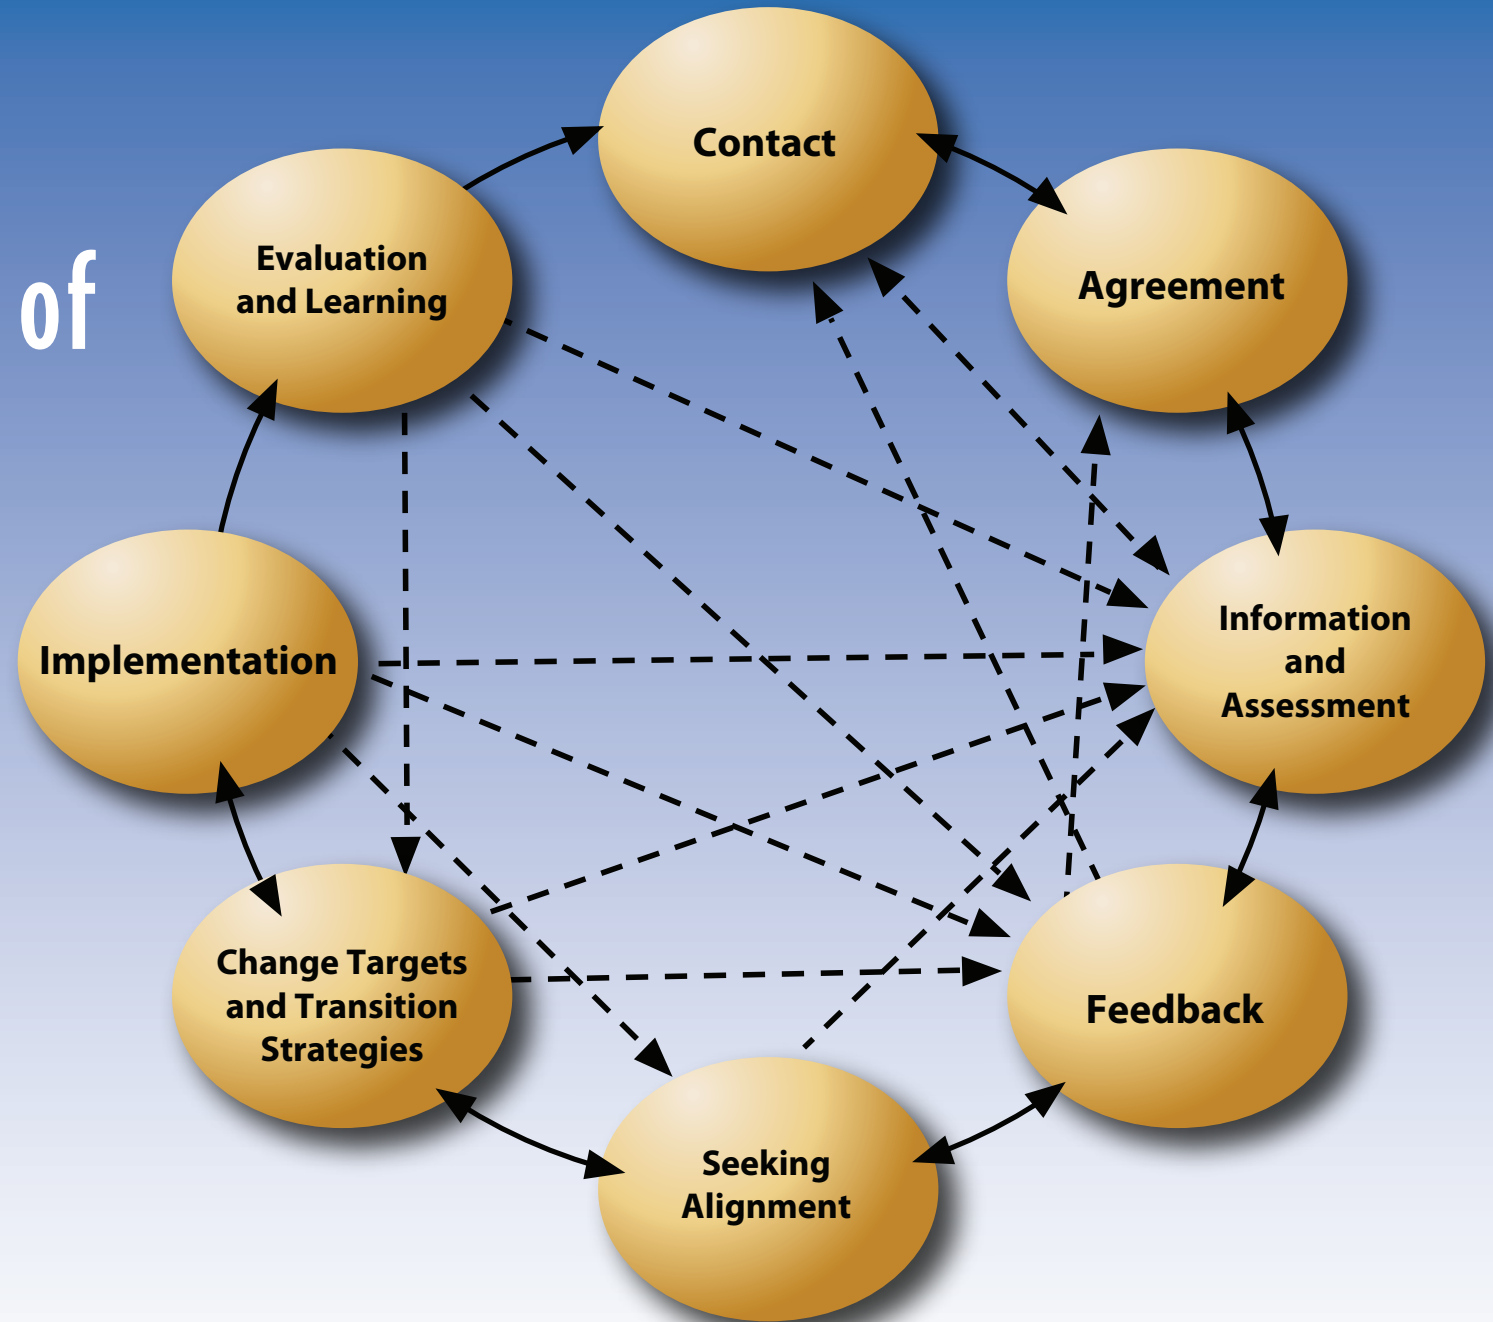 of
Contact
Agreement
Information
and
Assessment
Feedback
Seeking
Alignment
Change Targets
and Transition
Strategies
Implementation
Evaluation
and Learning